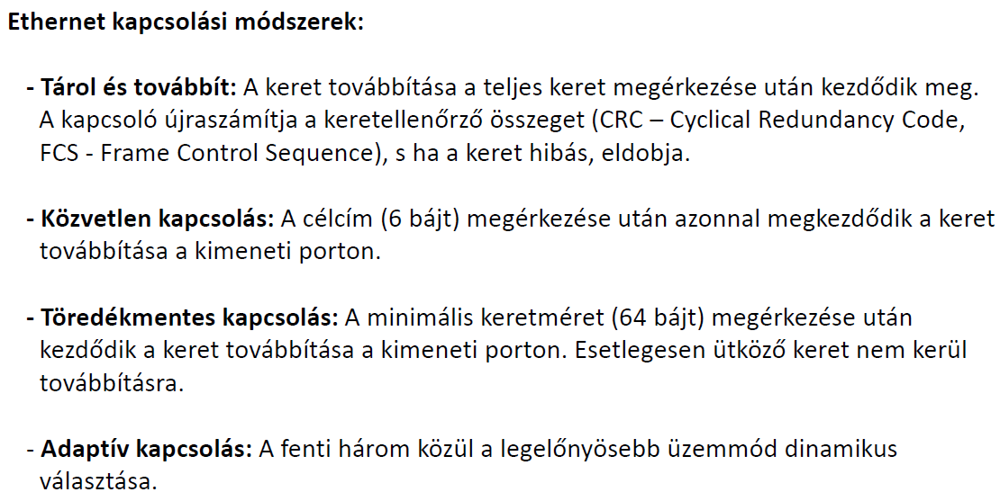 Ethernet kapcsolási módszerek:
- Tárol és továbbít: A keret továbbítása a teljes keret megérkezése után kezdődik meg.
A kapcsoló újraszámítja a keretellenőrző összeget (CRC – Cyclical Redundancy Code,
FCS - Frame Control Sequence), s ha a keret hibás, eldobja.
- Közvetlen kapcsolás: A célcím (6 bájt) megérkezése után azonnal megkezdődik a keret
továbbítása a kimeneti porton.
- Töredékmentes kapcsolás: A minimális keretméret (64 bájt) megérkezése után
kezdődik a keret továbbítása a kimeneti porton. Esetlegesen ütköző keret nem kerül
továbbításra.
- Adaptív kapcsolás: A fenti három közül a legelőnyösebb üzemmód dinamikus
választása.